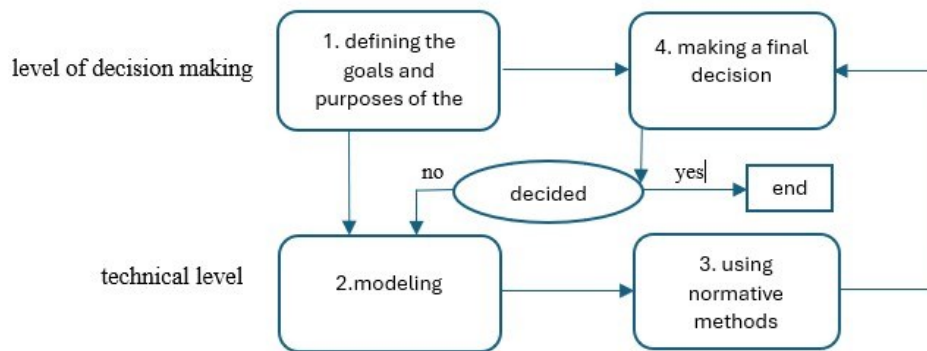 level of decision making
1. defining the
goals and
purposes of the
4. making a final
decision
no
decided
yes
end
technical level
2.modeling
3. using
normative
methods